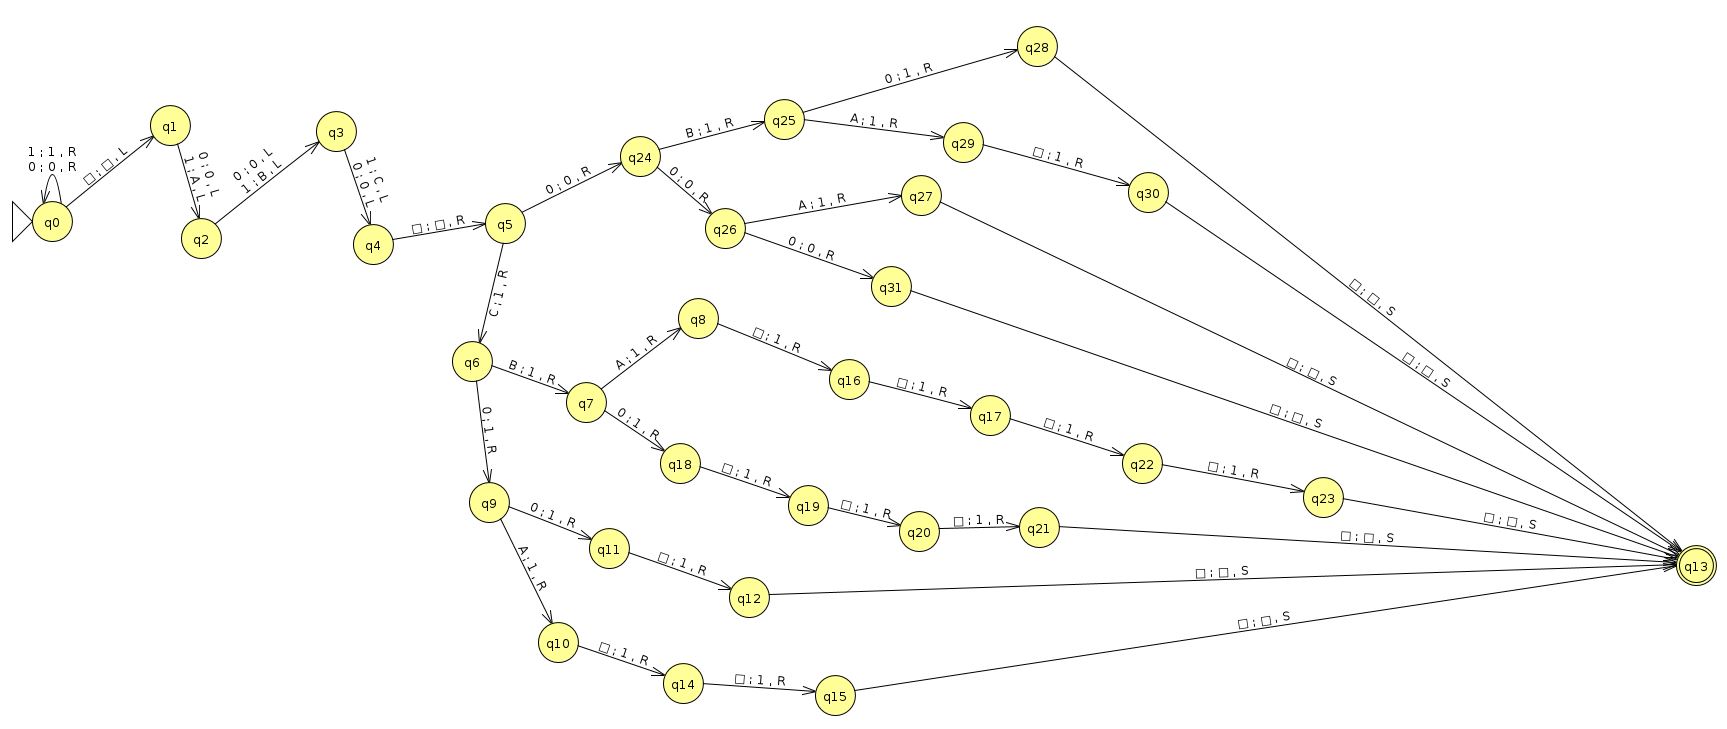 q0
1 ; 1 , R
0 ; 0 , R
□ ; □ , L
q1
0 ; 0 , L
1 ; A , L
q2
0 ; 0 , L
1 ; B , L
q3
1 ; C , L
0 ; 0 , L
q4
□ ; □ , R
q5
0 ; 0 , R
q24
B ; 1 , R
q25
0 ; 1 , R
q28
□ ; □ , S
A ; 1 , R
q29
□ ; 1 , R
q30
□ ; □ , S
0 ; 0 , R
q26
A ; 1 , R
q27
□ ; □ , S
0 ; 0 , R
q31
□ ; □ , S
C ; 1 , R
q6
B ; 1 , R
q7
A ; 1 , R
q8
□ ; 1 , R
q16
□ ; 1 , R
q17
□ ; 1 , R
q22
□ ; 1 , R
q23
□ ; □ , S
0 ; 1 , R
q18
□ ; 1 , R
q19
□ ; 1 , R
q20
□ ; 1 , R
q21
□ ; □ , S
0 ; 1 , R
q9
0 ; 1 , R
q11
□ ; 1 , R
q12
□ ; □ , S
A ; 1 , R
q10
□ ; 1 , R
q14
□ ; 1 , R
q15
□ ; □ , S
q13